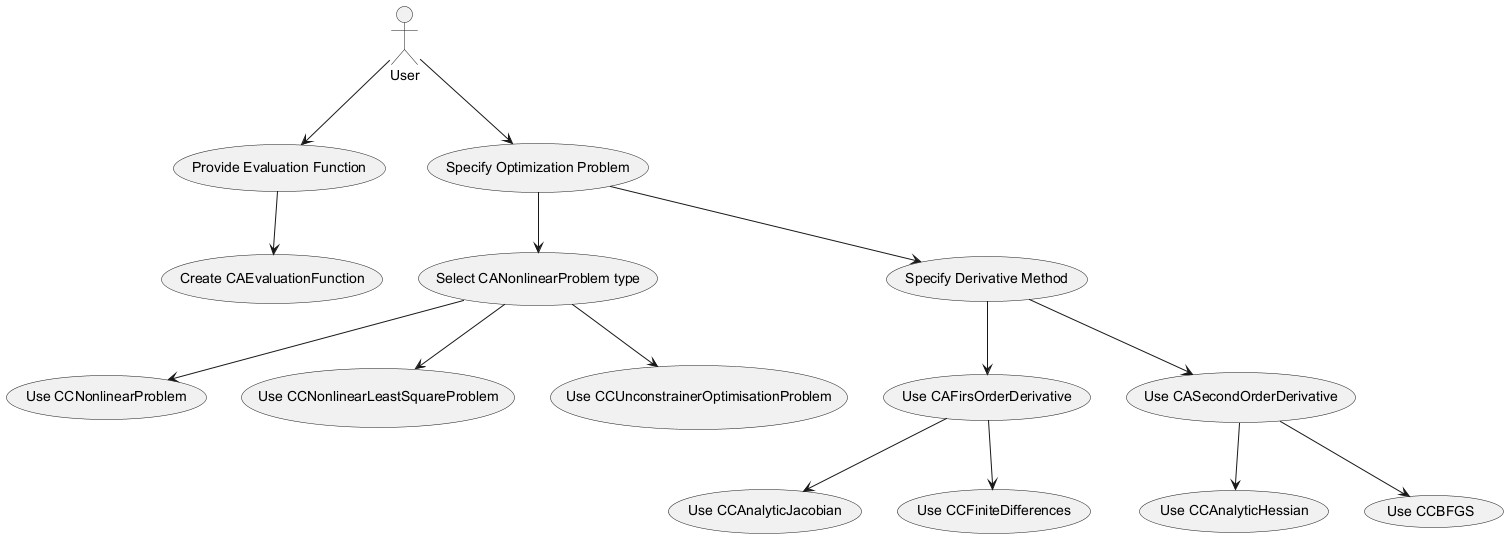 User
Provide Evaluation Function
Specify Optimization Problem
Create CAEvaluationFunction
Select CANonlinearProblem type
Specify Derivative Method
Use CCNonlinearProblem
Use CCNonlinearLeastSquareProblem
Use CCUnconstrainerOptimisationProblem
Use CAFirsOrderDerivative
Use CASecondOrderDerivative
Use CCAnalyticJacobian
Use CCFiniteDifferences
Use CCAnalyticHessian
Use CCBFGS